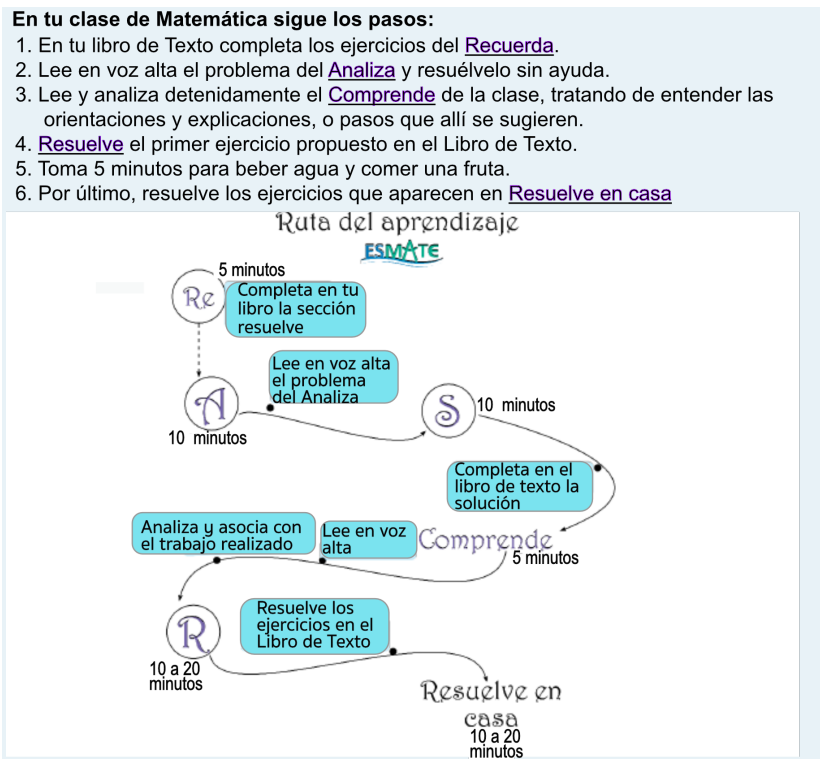 En tu clase de Matemática sigue los pasos:
1. En tu libro de Texto completa los ejercicios del Recuerda.
2. Lee en voz alta el problema del Analiza y resuélvelo sin ayuda.
3. Lee y analiza detenidamente el Comprende de la clase, tratando de entender las
orientaciones y explicaciones, o pasos que allí se sugieren.
4. Resuelve el primer ejercicio propuesto en el Libro de Texto.
5. Toma 5 minutos para beber agua y comer una fruta.
6. Por último, resuelve los ejercicios que aparecen en Resuelve en casa
Ruta del aprendizaje
ESMATE
5 minutos
Re
Completa en tu
libro la sección
resuelve
Lee en voz alta
el problema
del Analiza
A
10 minutos
S
10 minutos
Completa en el
libro de texto la
solución
Analiza y asocia con
el trabajo realizado
Lee en voz
alta
Comprende
5 minutos
R
10 a 20
minutos
Resuelve los
ejercicios en el
Libro de Texto
Resuelve en
casa
10 a 20
minutos